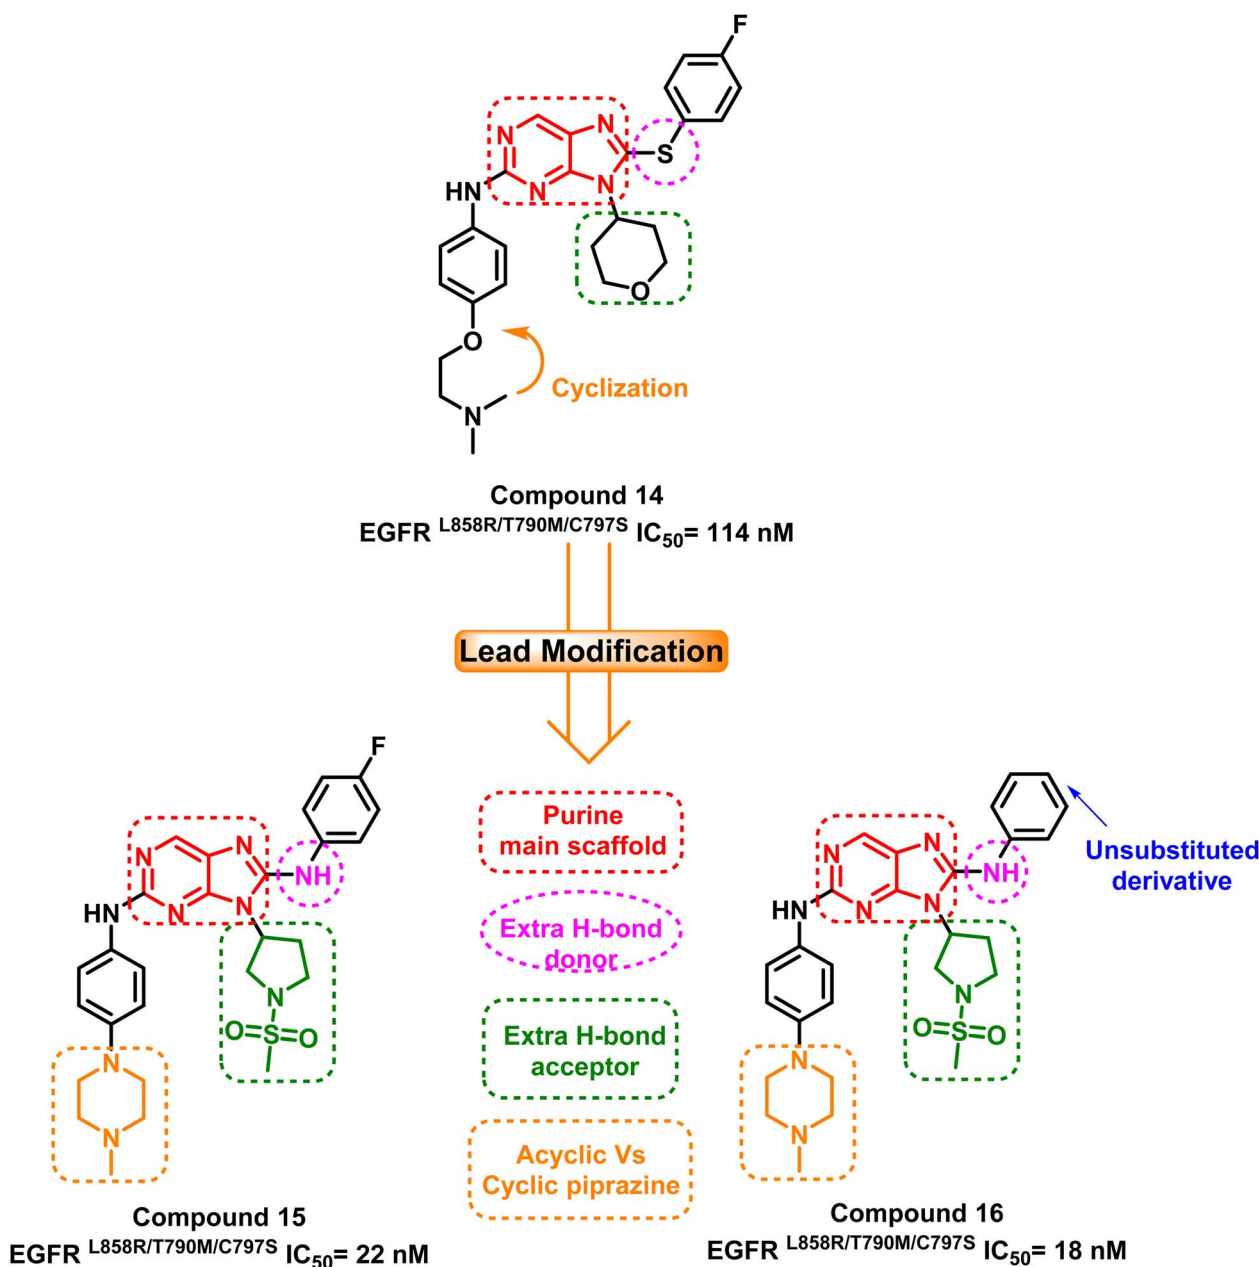 F
N
N
S
N
N
HN
O
O
N
Cyclization
Compound 14
EGFR L858R/T790M/C797S IC50= 114 nM
Lead Modification
F
N
N
NH
N
N
HN
N
O=S=O
N
N
Compound 15
EGFR L858R/T790M/C797S IC50= 22 nM
Purine
main scaffold
Extra H-bond
donor
Extra H-bond
acceptor
Acyclic Vs
Cyclic piprazine
N
N
NH
N
N
HN
N
O=S=O
N
N
Unsubstituted
derivative
Compound 16
EGFR L858R/T790M/C797S IC50= 18 nM